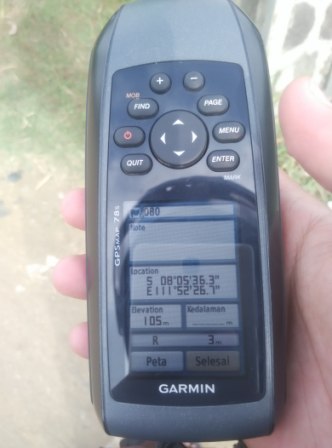 + −
MOB
FIND
PAGE
MENU
QUIT
ENTER
MARK
GPSMAP 78s
080
Note
Location
S 08°05'36.3"
E111°52'26.7"
Elevation
Kedalaman
105m
m
R 3m
Peta Selesai
GARMIN